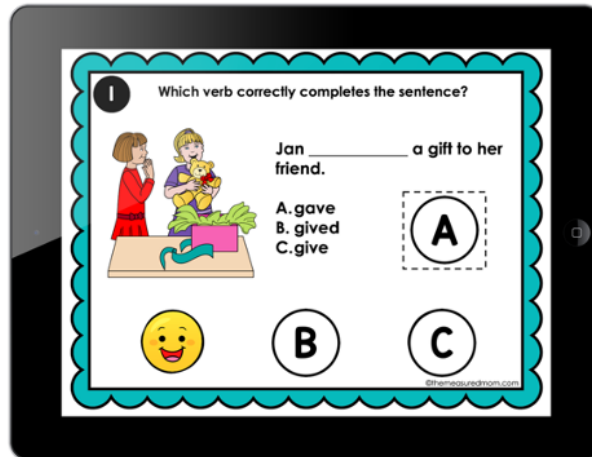 1
Which verb correctly completes the sentence?
Jan ____________ a gift to her
friend.
A. gave
B. gived
C. give
A
B
C
©themeasuredmom.com